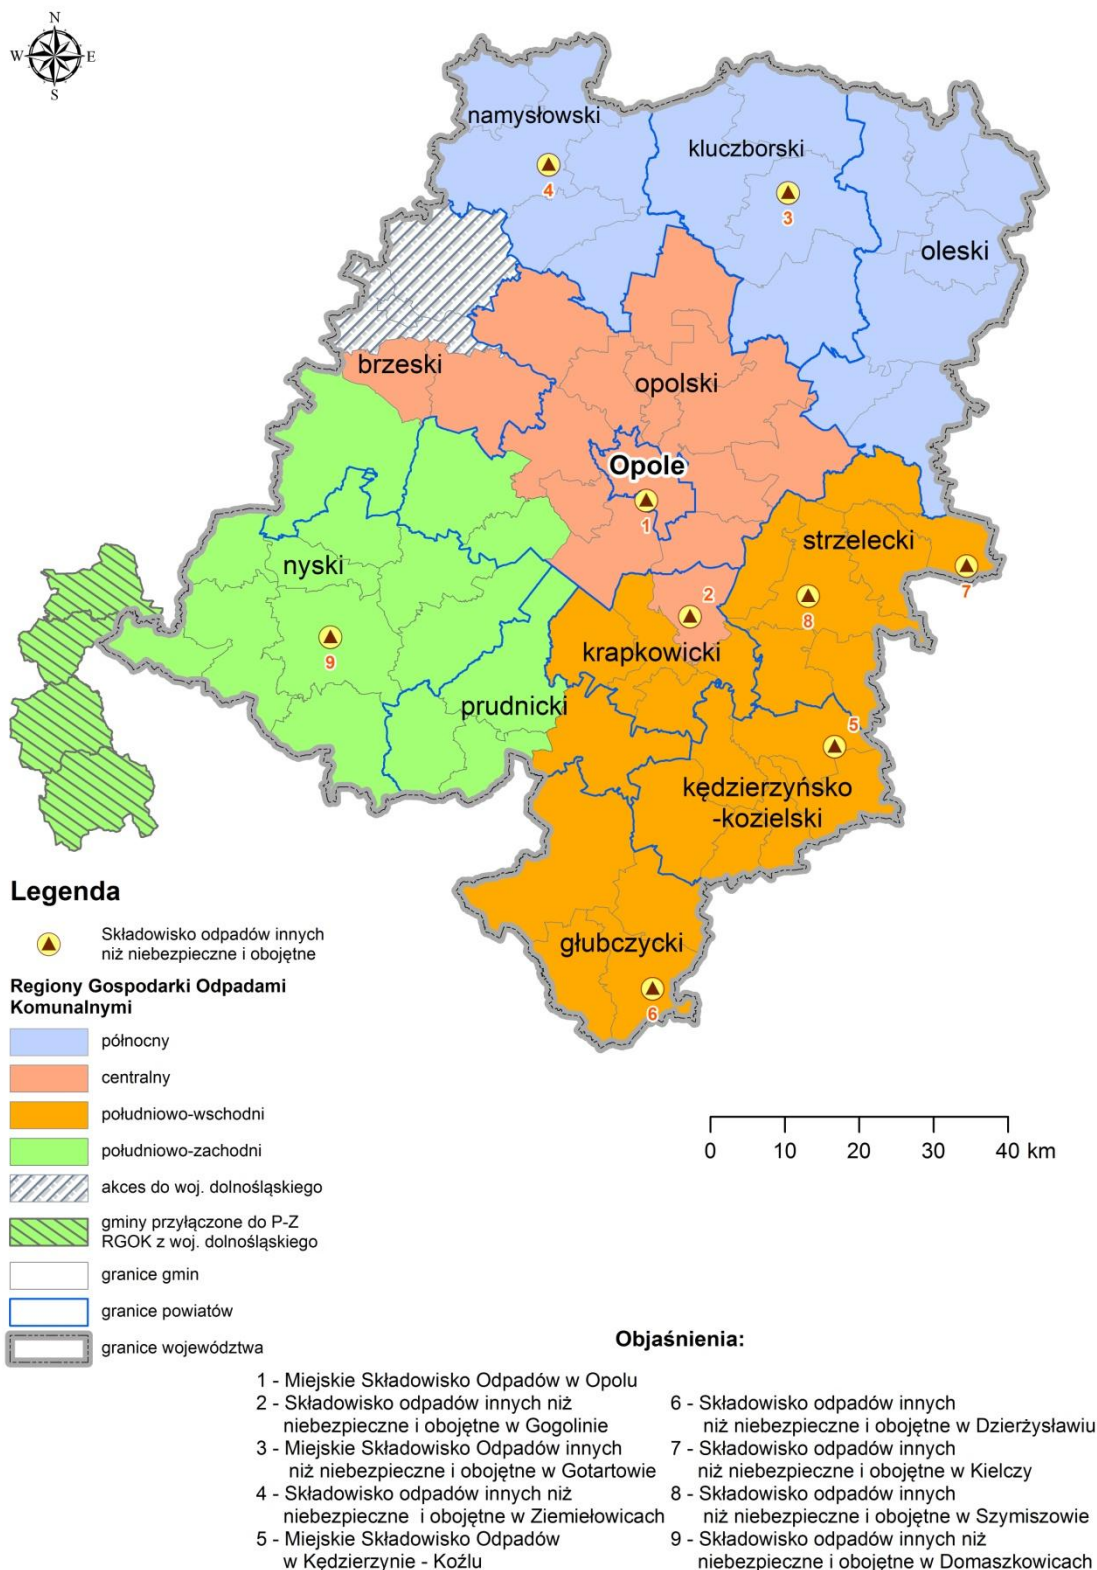 N
W E
S
namysłowski
kluczborski
4
3
oleski
brzeski
opolski
Opole
1
strzelecki
7
nyski
2
8
9
krapkowicki
prudnicki
5
kędzierzyńsko
-kozielski
głubczycki
6
Legenda
Składowisko odpadów innych
niż niebezpieczne i obojętne
Regiony Gospodarki Odpadami
Komunalnymi
północny
centralny
południowo-wschodni
południowo-zachodni
akces do woj. dolnośląskiego
gminy przyłączone do P-Z
RGOK z woj. dolnośląskiego
granice gmin
granice powiatów
granice województwa
0 10 20 30 40 km
Objaśnienia:
1 - Miejskie Składowisko Odpadów w Opolu
2 - Składowisko odpadów innych niż
niebezpieczne i obojętne w Gogolinie
3 - Miejskie Składowisko Odpadów innych
niż niebezpieczne i obojętne w Gotartowie
4 - Składowisko odpadów innych niż
niebezpieczne i obojętne w Ziemiełowicach
5 - Miejskie Składowisko Odpadów
w Kędzierzynie - Koźlu
6 - Składowisko odpadów innych
niż niebezpieczne i obojętne w Dzierżysławiu
7 - Składowisko odpadów innych
niż niebezpieczne i obojętne w Kielczy
8 - Składowisko odpadów innych
niż niebezpieczne i obojętne w Szymiszowie
9 - Składowisko odpadów innych niż
niebezpieczne i obojętne w Domaszkowicach